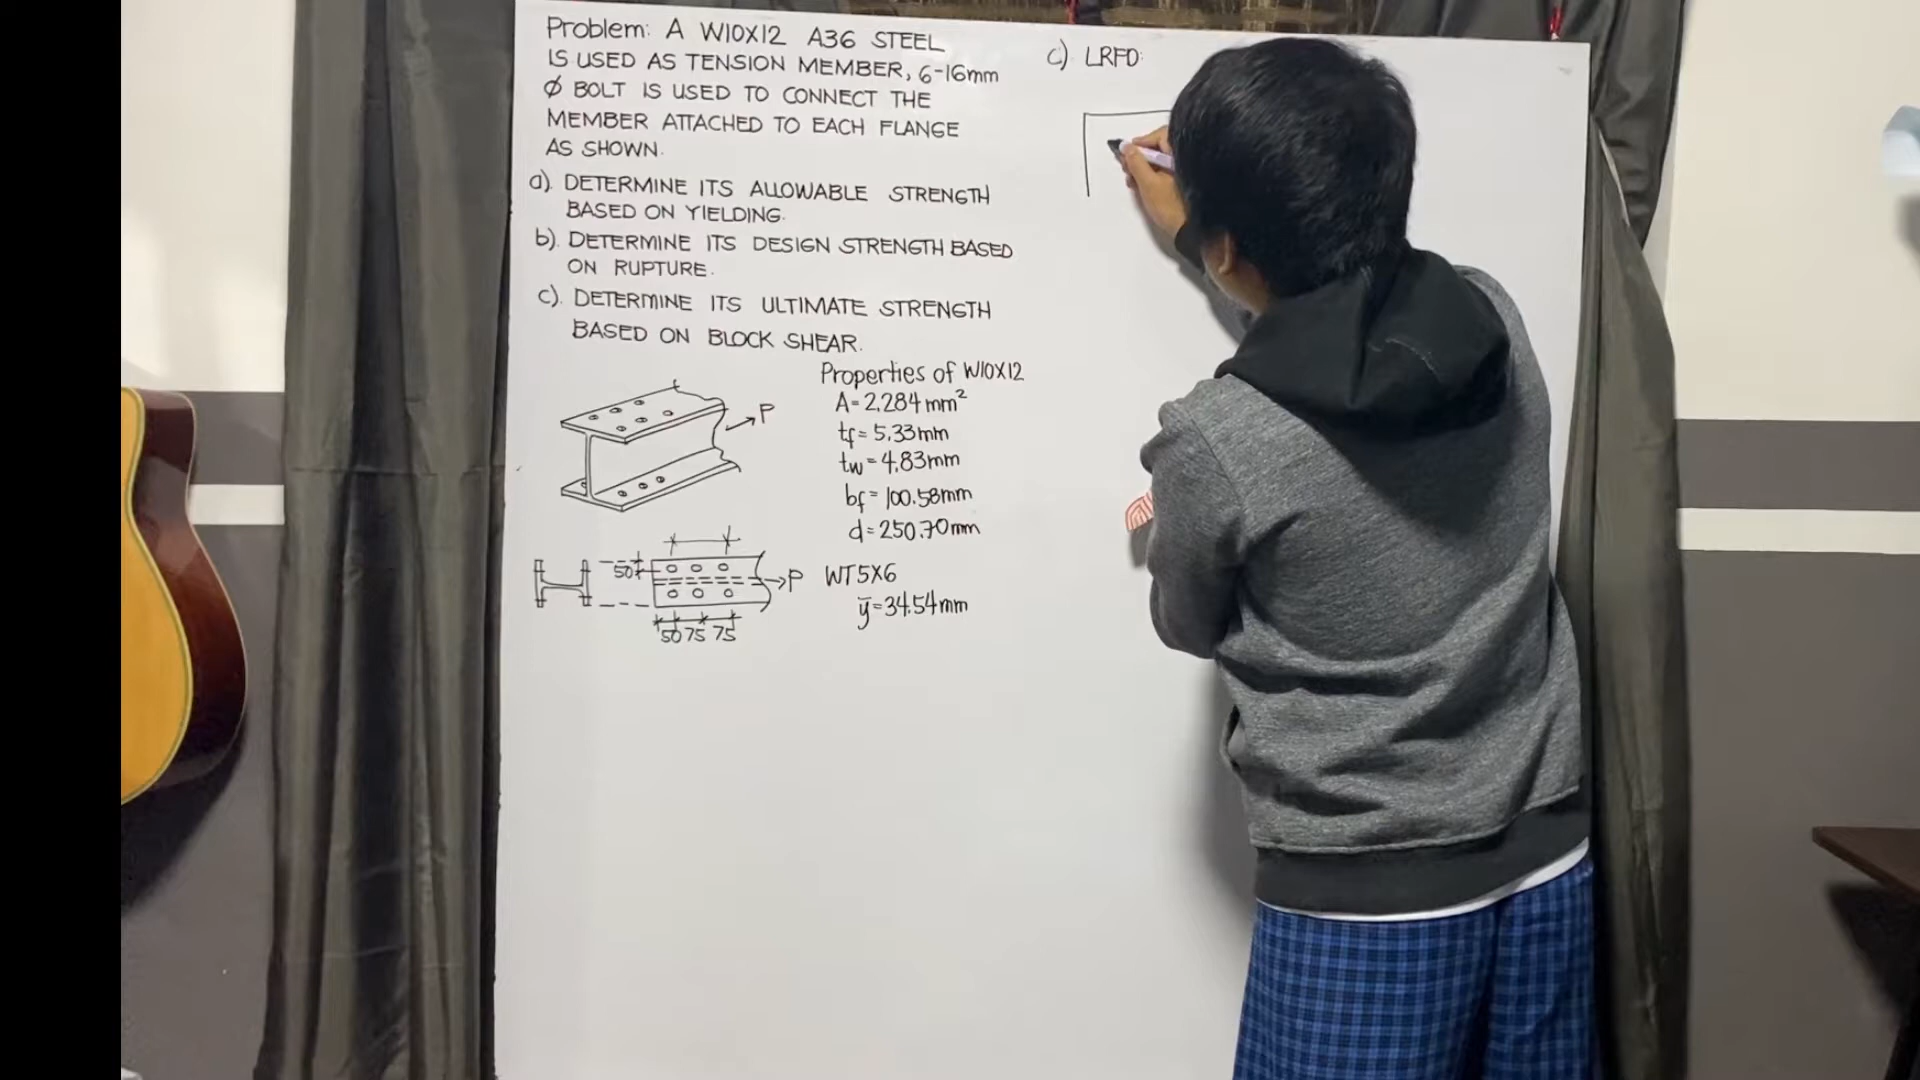 Problem: A W10X12 A36 STEEL
IS USED AS TENSION MEMBER, 6-16mm
Ø BOLT IS USED TO CONNECT THE
MEMBER ATTACHED TO EACH FLANGE
AS SHOWN.
a). DETERMINE ITS ALLOWABLE STRENGTH
BASED ON YIELDING.
b). DETERMINE ITS DESIGN STRENGTH BASED
ON RUPTURE.
c). DETERMINE ITS ULTIMATE STRENGTH
BASED ON BLOCK SHEAR.
P
Properties of W10X12
A=2,284mm²
tf=5.33mm
tw=4.83mm
bf=100.58mm
d=250.70mm
50
P
50 75 75
WT5X6
ȳ=34.54mm
c). LRFD: